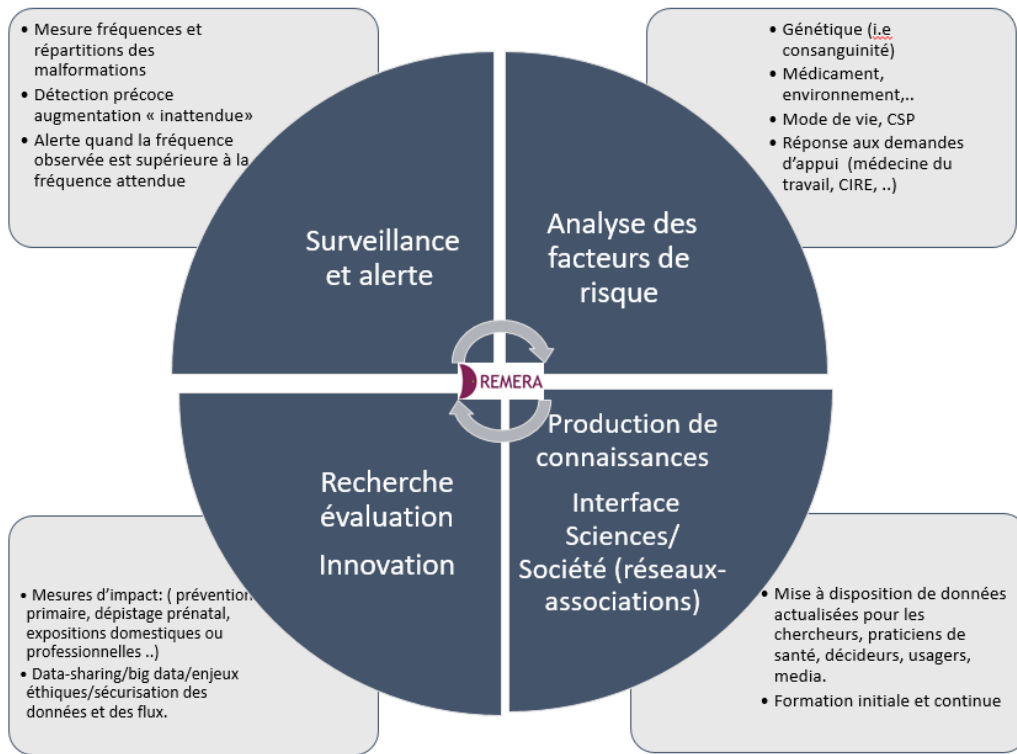 • Mesure fréquences et
répartitions des
malformations
• Détection précoce
augmentation « inattendue»
• Alerte quand la fréquence
observée est supérieure à la
fréquence attendue
• Génétique (i.e
consanguinité)
• Médicament,
environnement,..
• Mode de vie, CSP
• Réponse aux demandes
d’appui (médecine du
travail, CIRE, ..)
Surveillance
et alerte
Analyse des
facteurs de
risque
REMERA
Recherche
évaluation
Innovation
Production de
connaissances
Interface
Sciences/
Société (réseaux-
associations)
• Mesures d’impact: ( prévention
primaire, dépistage prénatal,
expositions domestiques ou
professionnelles ..)
• Data-sharing/big data/enjeux
éthiques/sécurisation des
données et des flux.
• Mise à disposition de données
actualisées pour les
chercheurs, praticiens de
santé, décideurs, usagers,
media.
• Formation initiale et continue